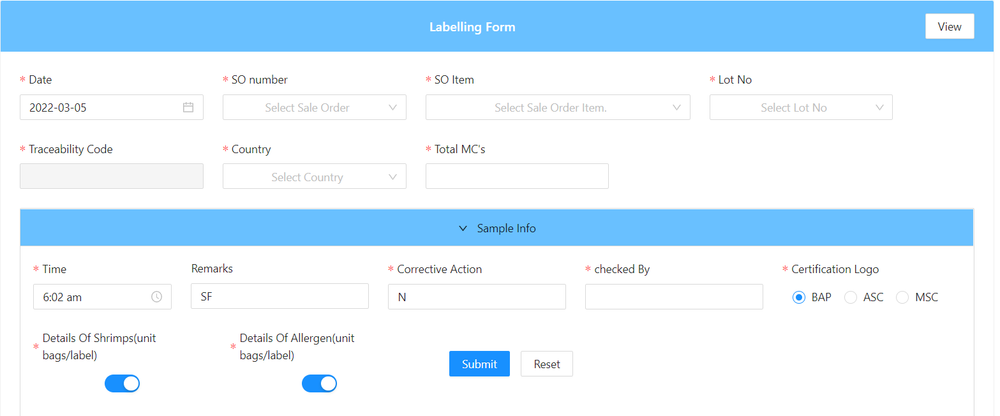 Labelling Form
View
* Date
* SO number
* SO Item
* Lot No
2022-03-05
Select Sale Order
Select Sale Order Item.
Select Lot No
* Traceability Code
* Country
* Total MC's
Select Country
Sample Info
* Time
Remarks
* Corrective Action
* checked By
* Certification Logo
6:02 am
SF
N
BAP
ASC
MSC
* Details Of Shrimps(unit
bags/label)
* Details Of Allergen(unit
bags/label)
Submit
Reset